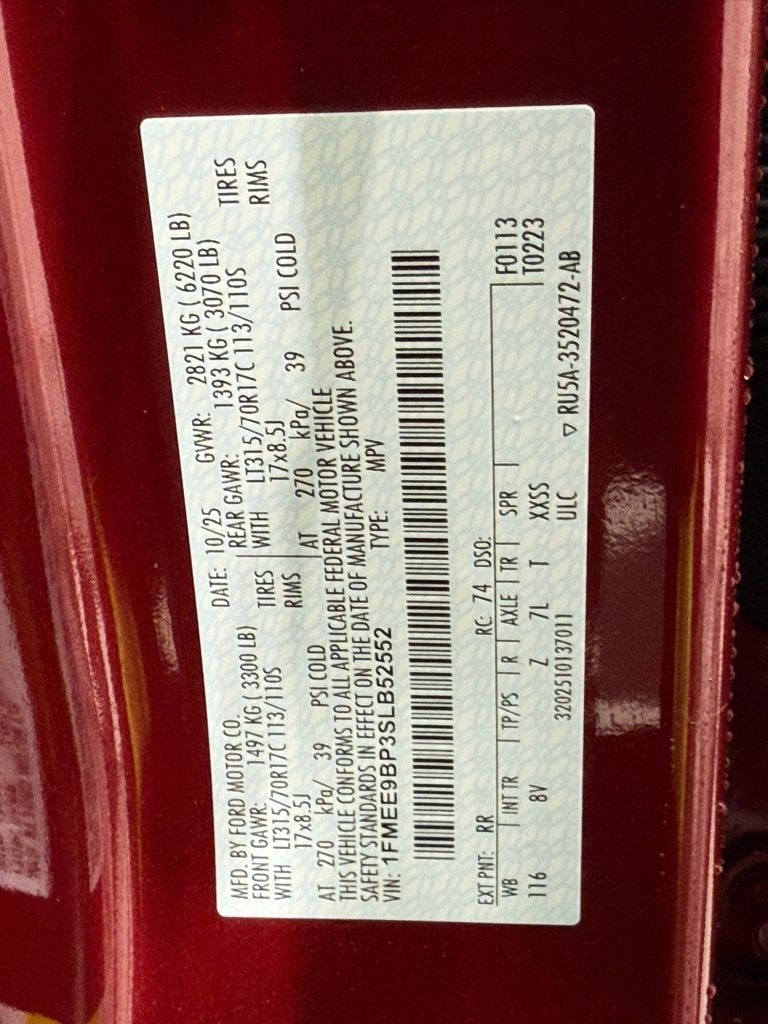 MFD. BY FORD MOTOR CO.
DATE: 10/25 GVWR: 2821 KG ( 6220 LB)
FRONT GAWR: 1497 KG ( 3300 LB) REAR GAWR: 1393 KG ( 3070 LB)
WITH LT315/70R17C 113/110S TIRES WITH LT315/70R17C 113/110S TIRES
17x8.5J RIMS 17x8.5J RIMS
AT 270 kPa/ 39 PSI COLD AT 270 kPa/ 39 PSI COLD
THIS VEHICLE CONFORMS TO ALL APPLICABLE FEDERAL MOTOR VEHICLE
SAFETY STANDARDS IN EFFECT ON THE DATE OF MANUFACTURE SHOWN ABOVE.
VIN: 1FMEE9BP3SLB52552 TYPE: MPV
EXT PNT: RR RC: 74 DSO:
WB INT TR TP/PS R AXLE TR SPR F0113
116 8V Z 7L T XXSS T0223
3202510137011 ULC
▽ RU5A-3520472-AB